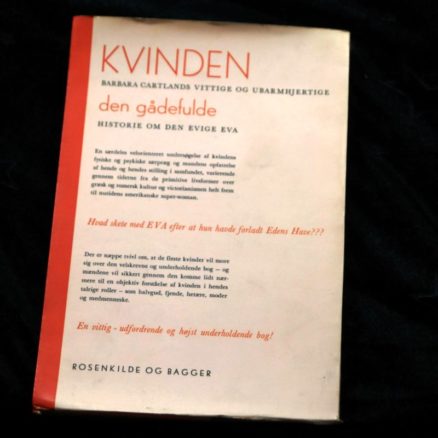 KVINDEN
BARBARA CARTLANDS VITTIGE OG UBARMHJERTIGE
den gådefulde
HISTORIE OM DEN EVIGE EVA
En særdeles velorienteret undersøgelse af kvindens
fysiske og psykiske særpræg og mandens opfattelse
af hende og hendes stilling i samfundet, varierende
gennem tiderne fra de primitive livsformer over
græsk og romersk kultur og victorianismen helt frem
til nutidens amerikanske super-woman.
Hvad skete med EVA efter at hun havde forladt Edens Have???
Der er næppe tvivl om, at de fleste kvinder vil more
sig over den velskrevne og underholdende bog – og
mændene vil sikkert gennem den komme lidt nær-
mere til en objektiv forståelse af kvinden i hendes
talrige roller – som halvgud, fjende, hetære, moder
og medmenneske.
En vittig - udfordrende og højst underholdende bog!
ROSENKILDE OG BAGGER